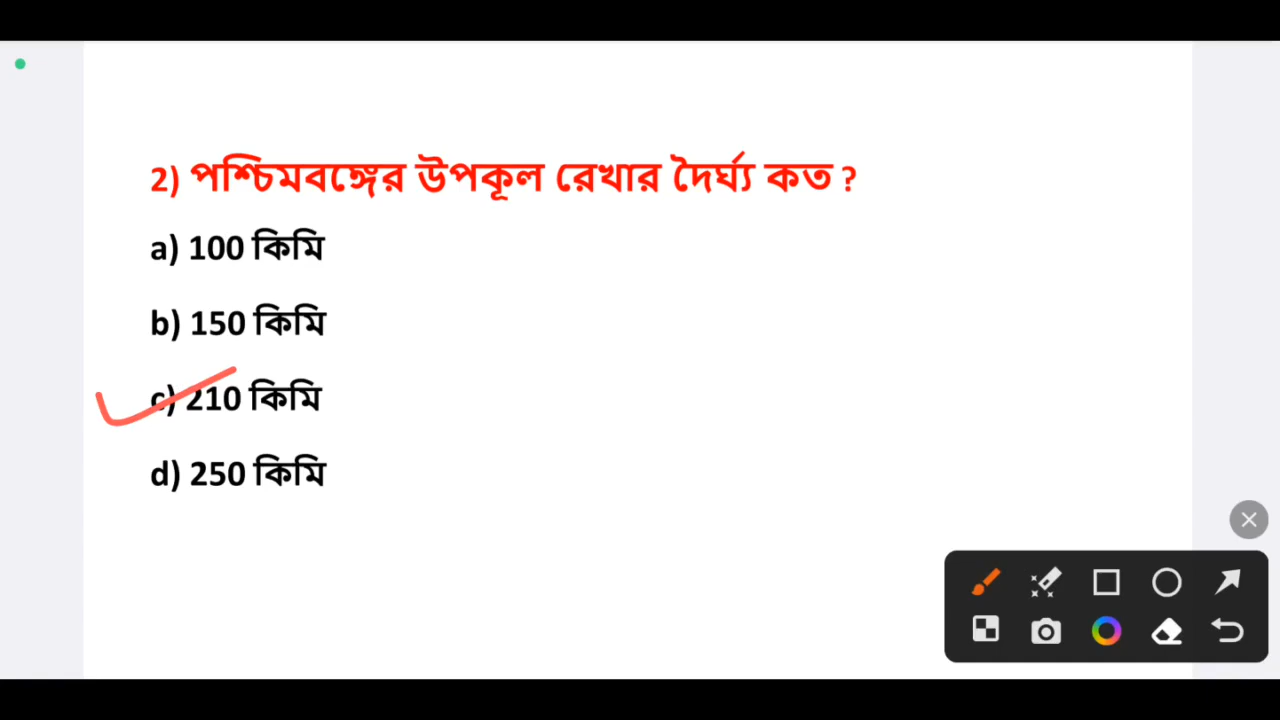 2) পশ্চিমবঙ্গের উপকূল রেখার দৈর্ঘ্য কত ?
a) 100 কিমি
b) 150 কিমি
c) 210 কিমি
d) 250 কিমি